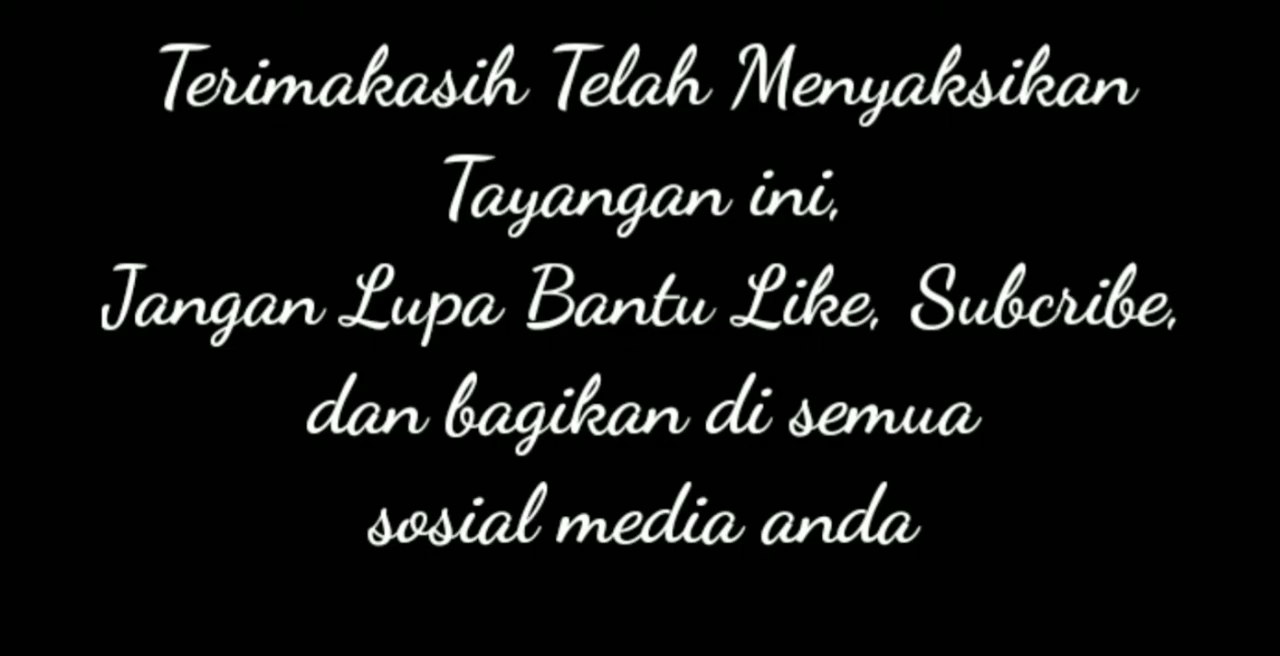 Terimakasih Telah Menyaksikan
Tayangan ini,
Jangan Lupa Bantu Like, Subcribe,
dan bagikan di semua
sosial media anda